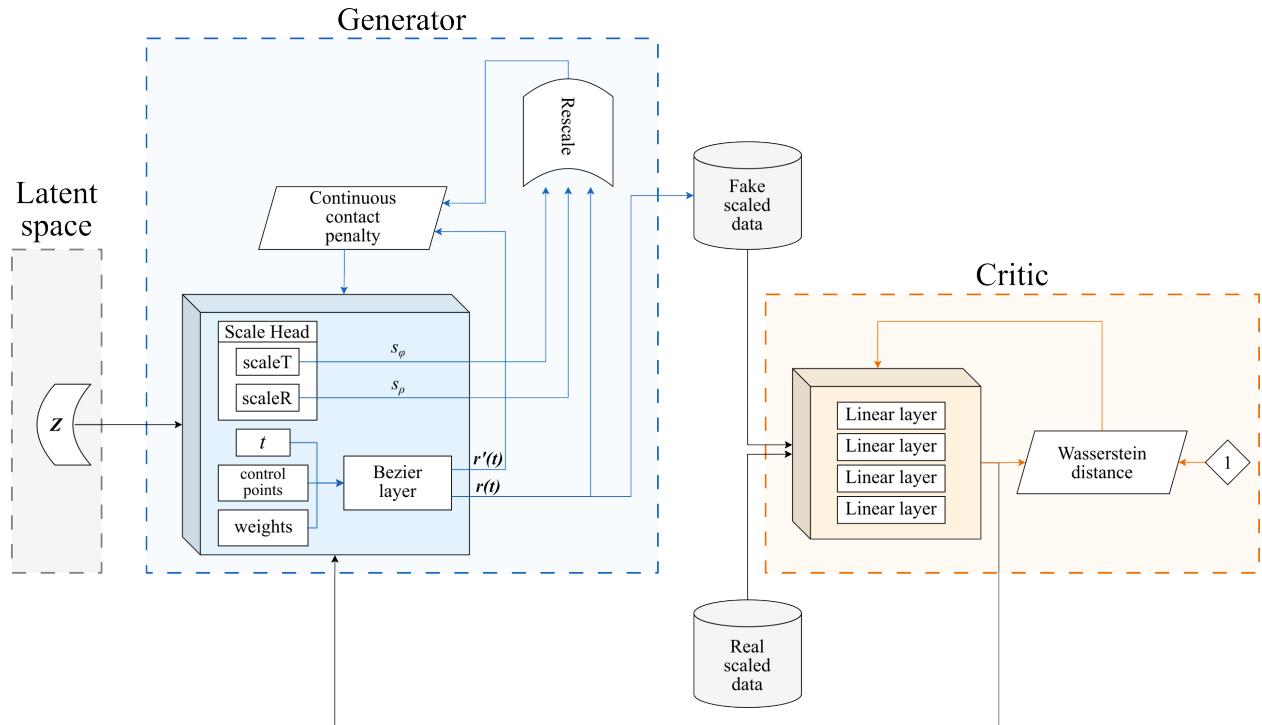 Generator
Latent
space
Z
Rescale
Continuous
contact
penalty
Scale Head
scaleT
scaleR
sφ
sρ
t
control
points
weights
Bezier
layer
r'(t)
r(t)
Fake
scaled
data
Real
scaled
data
Critic
Linear layer
Linear layer
Linear layer
Linear layer
Wasserstein
distance
1